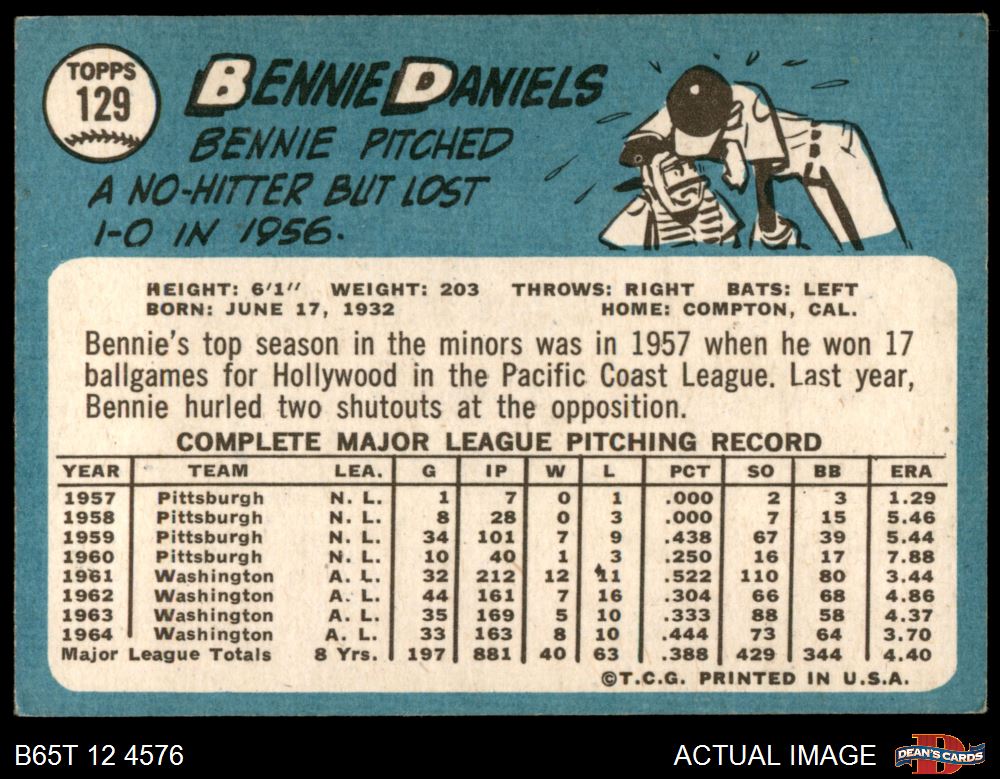 TOPPS
129
BENNIE DANIELS
BENNIE PITCHED
A NO-HITTER BUT LOST
1-0 IN 1956.
HEIGHT: 6'1" WEIGHT: 203 THROWS: RIGHT BATS: LEFT
BORN: JUNE 17, 1932 HOME: COMPTON, CAL.
Bennie's top season in the minors was in 1957 when he won 17
ballgames for Hollywood in the Pacific Coast League. Last year,
Bennie hurled two shutouts at the opposition.
COMPLETE MAJOR LEAGUE PITCHING RECORD
YEAR TEAM LEA. G IP W L PCT SO BB ERA
1957 Pittsburgh N. L. 1 7 0 1 .000 2 3 1.29
1958 Pittsburgh N. L. 8 28 0 3 .000 7 15 5.46
1959 Pittsburgh N. L. 34 101 7 9 .438 67 39 5.44
1960 Pittsburgh N. L. 10 40 1 3 .250 16 17 7.88
1961 Washington A. L. 32 212 12 11 .522 110 80 3.44
1962 Washington A. L. 44 161 7 16 .304 66 68 4.86
1963 Washington A. L. 35 169 5 10 .333 88 58 4.37
1964 Washington A. L. 33 163 8 10 .444 73 64 3.70
Major League Totals 8 Yrs. 197 881 40 63 .388 429 344 4.40
©T.C.G. PRINTED IN U.S.A.
B65T 12 4576 ACTUAL IMAGE DEAN'S CARDS